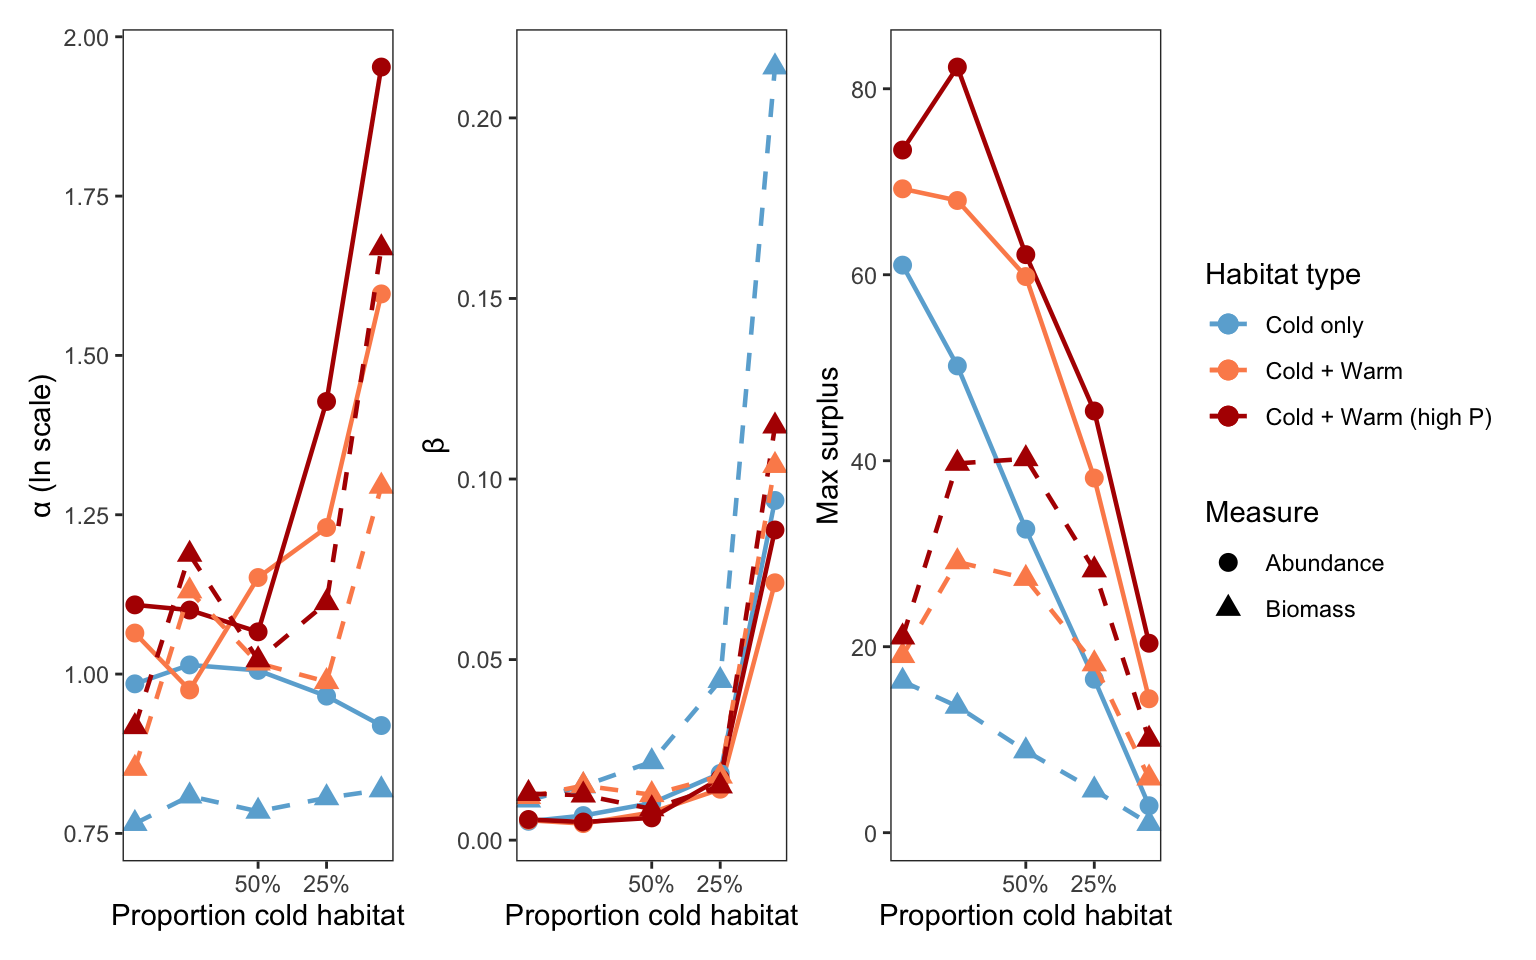 α (ln scale)
2.00
1.75
1.50
1.25
1.00
0.75
50% 25%
Proportion cold habitat
β
0.20
0.15
0.10
0.05
0.00
50% 25%
Proportion cold habitat
Max surplus
80
60
40
20
0
50% 25%
Proportion cold habitat
Habitat type
Cold only
Cold + Warm
Cold + Warm (high P)
Measure
Abundance
Biomass